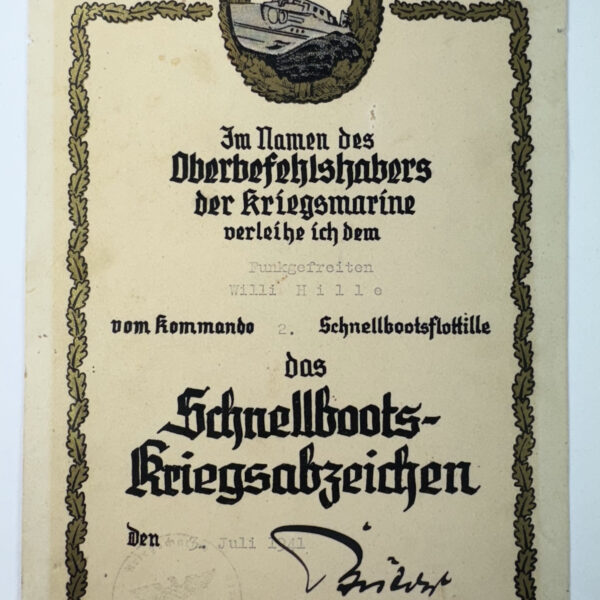 Im Namen des
Oberbefehlshabers
der Kriegsmarine
verleihe ich dem
Funkgefreiten
Willi Hille
vom Kommando 2. Schnellbootsflottille
das
Schnellboots-
Kriegsabzeichen
den 3. Juli 1941